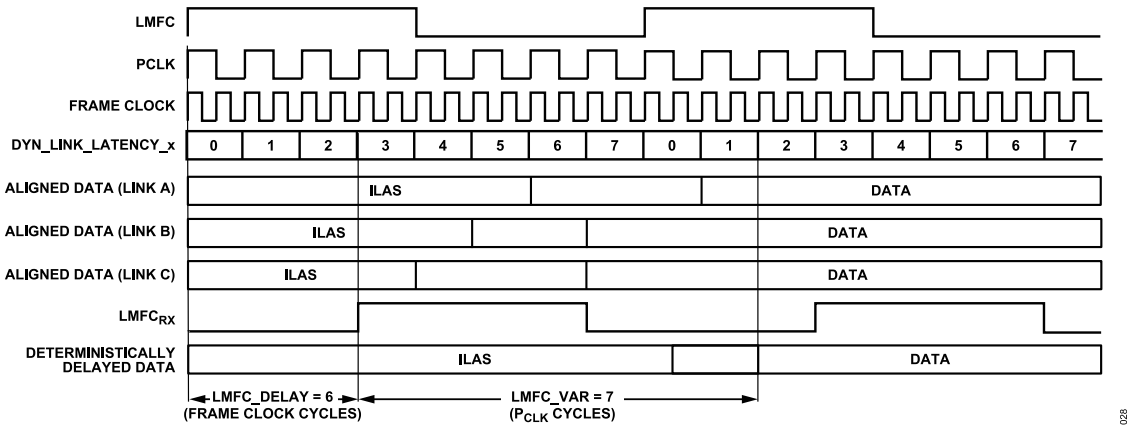 LMFC
PCLK
FRAME CLOCK
DYN_LINK_LATENCY_x 0 1 2 3 4 5 6 7 0 1 2 3 4 5 6 7
ALIGNED DATA (LINK A) ILAS DATA
ALIGNED DATA (LINK B) ILAS DATA
ALIGNED DATA (LINK C) ILAS DATA
LMFCRX
DETERMINISTICALLY
DELAYED DATA ILAS DATA
LMFC_DELAY = 6
(FRAME CLOCK CYCLES)
LMFC_VAR = 7
(PCLK CYCLES)
028